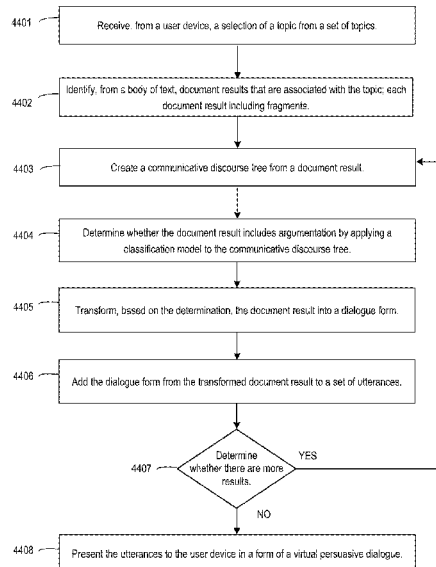 4401
Receive, from a user device, a selection of a topic from a set of topics.
4402
Identify, from a body of text, document results that are associated with the topic; each
document result including fragments.
4403
Create a communicative discourse tree from a document result.
4404
Determine whether the document result includes argumentation by applying a
classification model to the communicative discourse tree.
4405
Transform, based on the determination, the document result into a dialogue form.
4406
Add the dialogue form from the transformed document result to a set of utterances.
4407
Determine
whether there are more
results.
YES
NO
4408
Present the utterances to the user device in a form of a virtual persuasive dialogue.